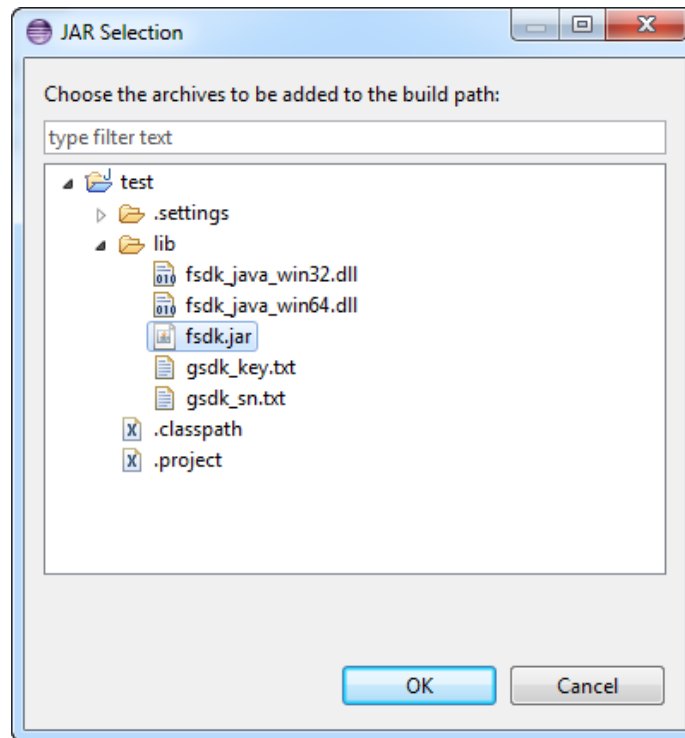 JAR Selection
Choose the archives to be added to the build path:
type filter text
test
.settings
lib
fsdk_java_win32.dll
fsdk_java_win64.dll
fsdk.jar
gsdk_key.txt
gsdk_sn.txt
.classpath
.project
OK Cancel